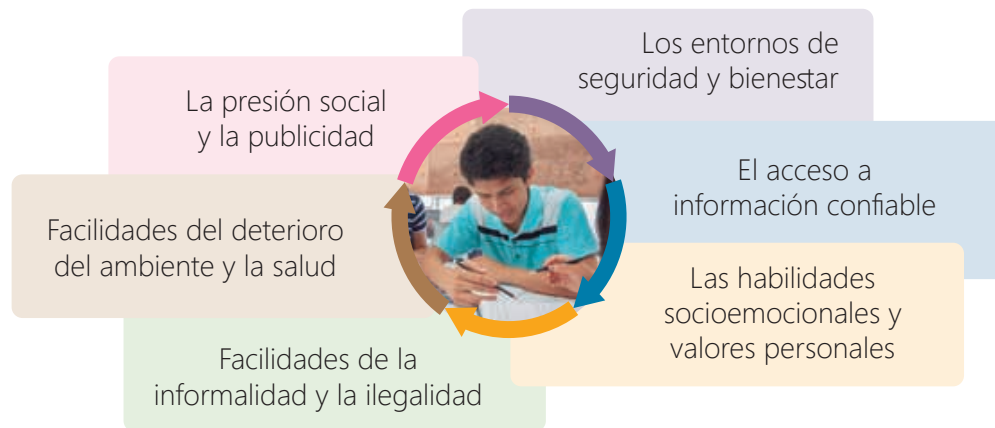 Los entornos de
seguridad y bienestar
El acceso a
información confiable
Las habilidades
socioemocionales y
valores personales
Facilidades de la
informalidad y la ilegalidad
Facilidades del deterioro
del ambiente y la salud
La presión social
y la publicidad